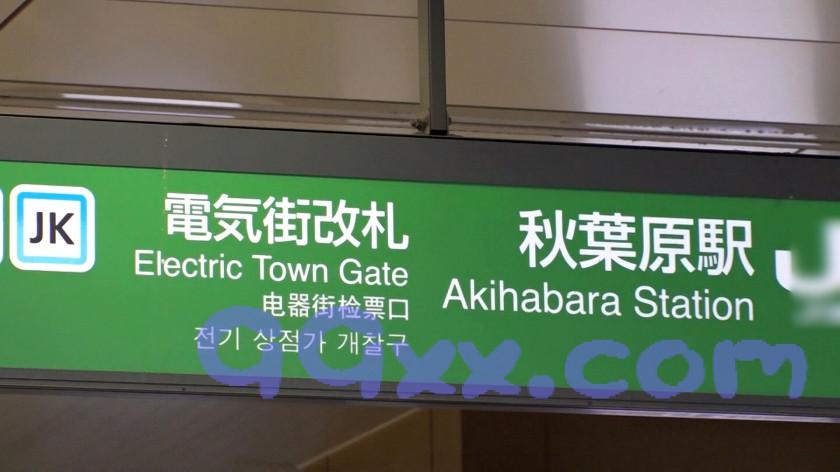 JK
電気街改札
Electric Town Gate
电器街检票口
전기 상점가 개찰구
秋葉原駅
Akihabara Station
J
qqxx.com